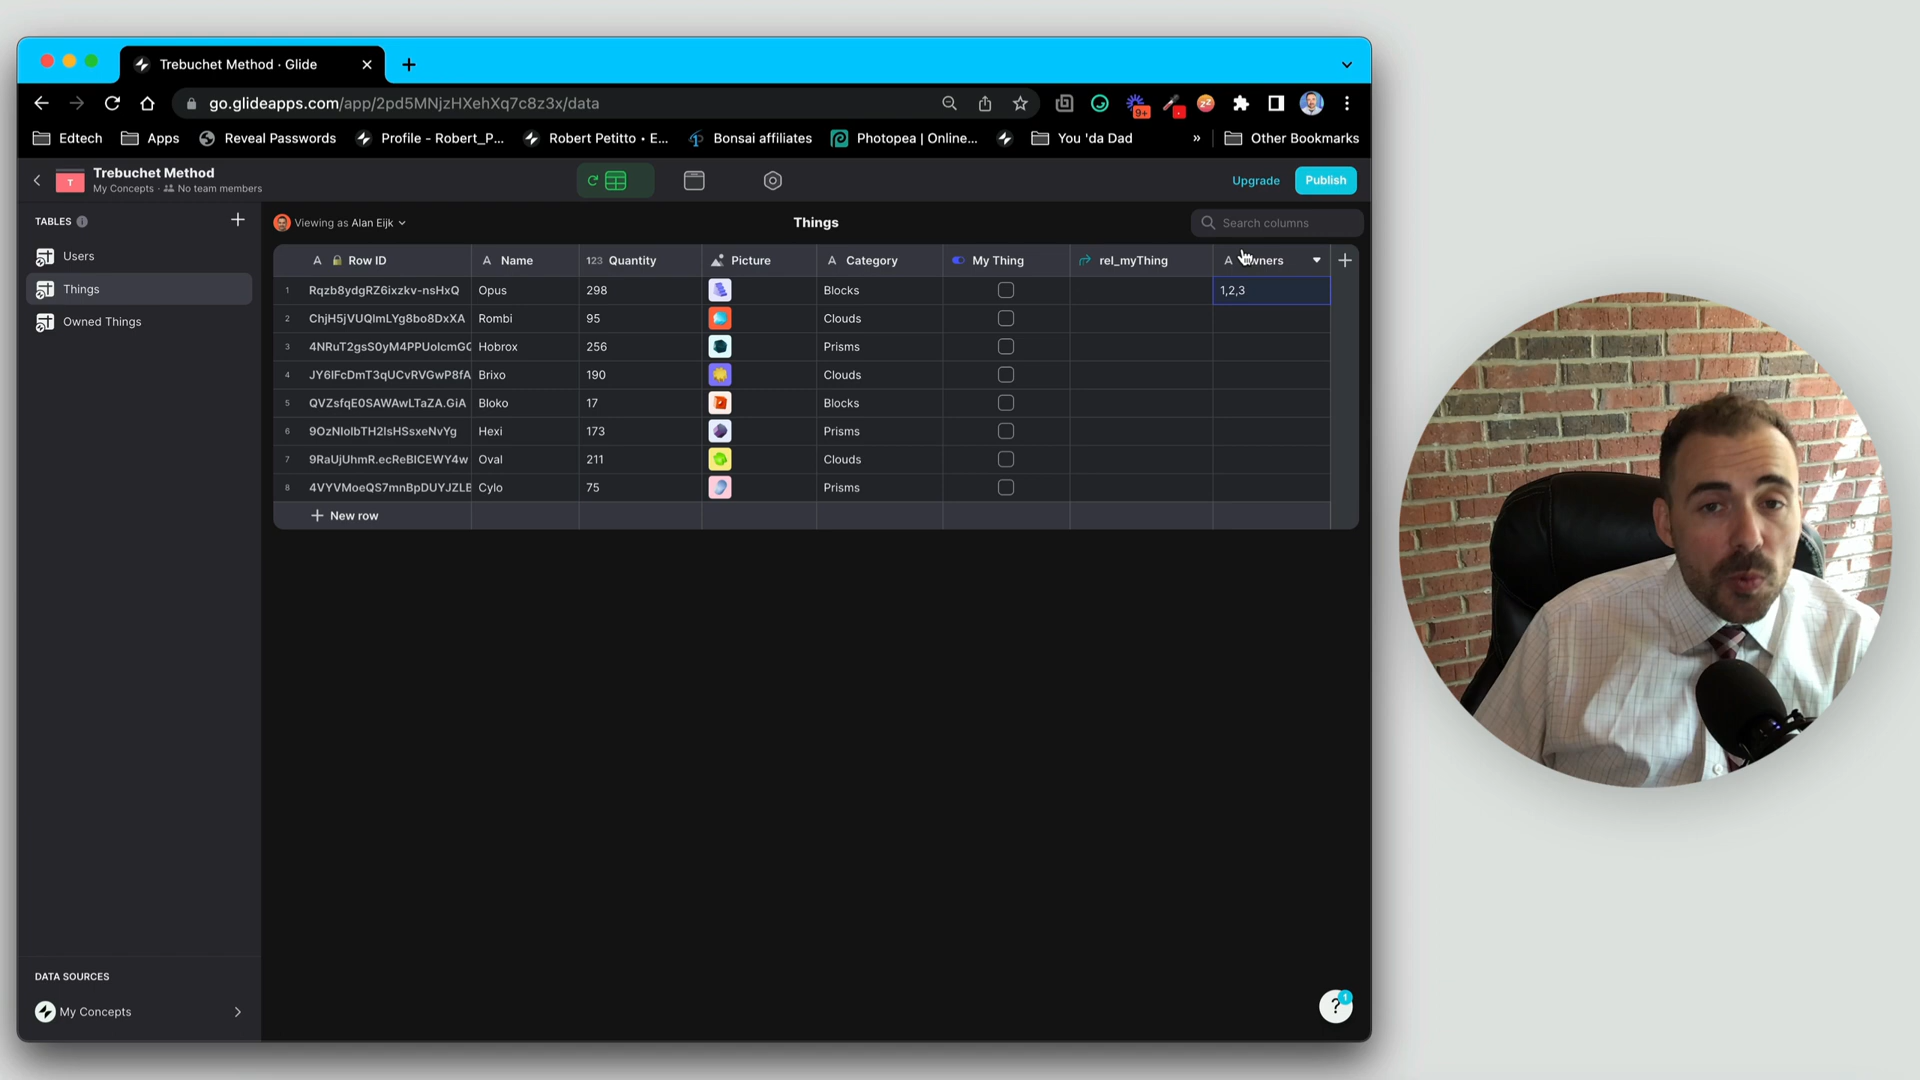 Trebuchet Method · Glide
go.glideapps.com/app/2pd5MNjzHXehXq7c8z3x/data
9+
Edtech
Apps
Reveal Passwords
Profile - Robert_P...
Robert Petitto • E...
Bonsai affiliates
Photopea | Online...
You 'da Dad
»
Other Bookmarks
T
Trebuchet Method
My Concepts · No team members
Upgrade
Publish
TABLES
Users
Things
Owned Things
Viewing as Alan Eijk
Things
Search columns
Row ID Name Quantity Picture Category My Thing rel_myThing
1 Rqzb8ydgRZ6ixzkv-nsHxQ Opus 298 Blocks 1,2,3
2 ChjH5jVUQlmLYg8bo8DxXA Rombi 95 Clouds
3 4NRuT2gsS0yM4PPUolcmGC Hobrox 256 Prisms
4 JY6lFcDmT3qUCvRVGwP8fA Brixo 190 Clouds
5 QVZsfqE0SAWAwLTaZA.GiA Bloko 17 Blocks
6 9OzNlolbTH2lsHSsxeNvYg Hexi 173 Prisms
7 9RaUjUhmR.ecReBICEWY4w Oval 211 Clouds
8 4VYVMoeQS7mnBpDUYJZLE Cylo 75 Prisms
New row
DATA SOURCES
My Concepts
? 1